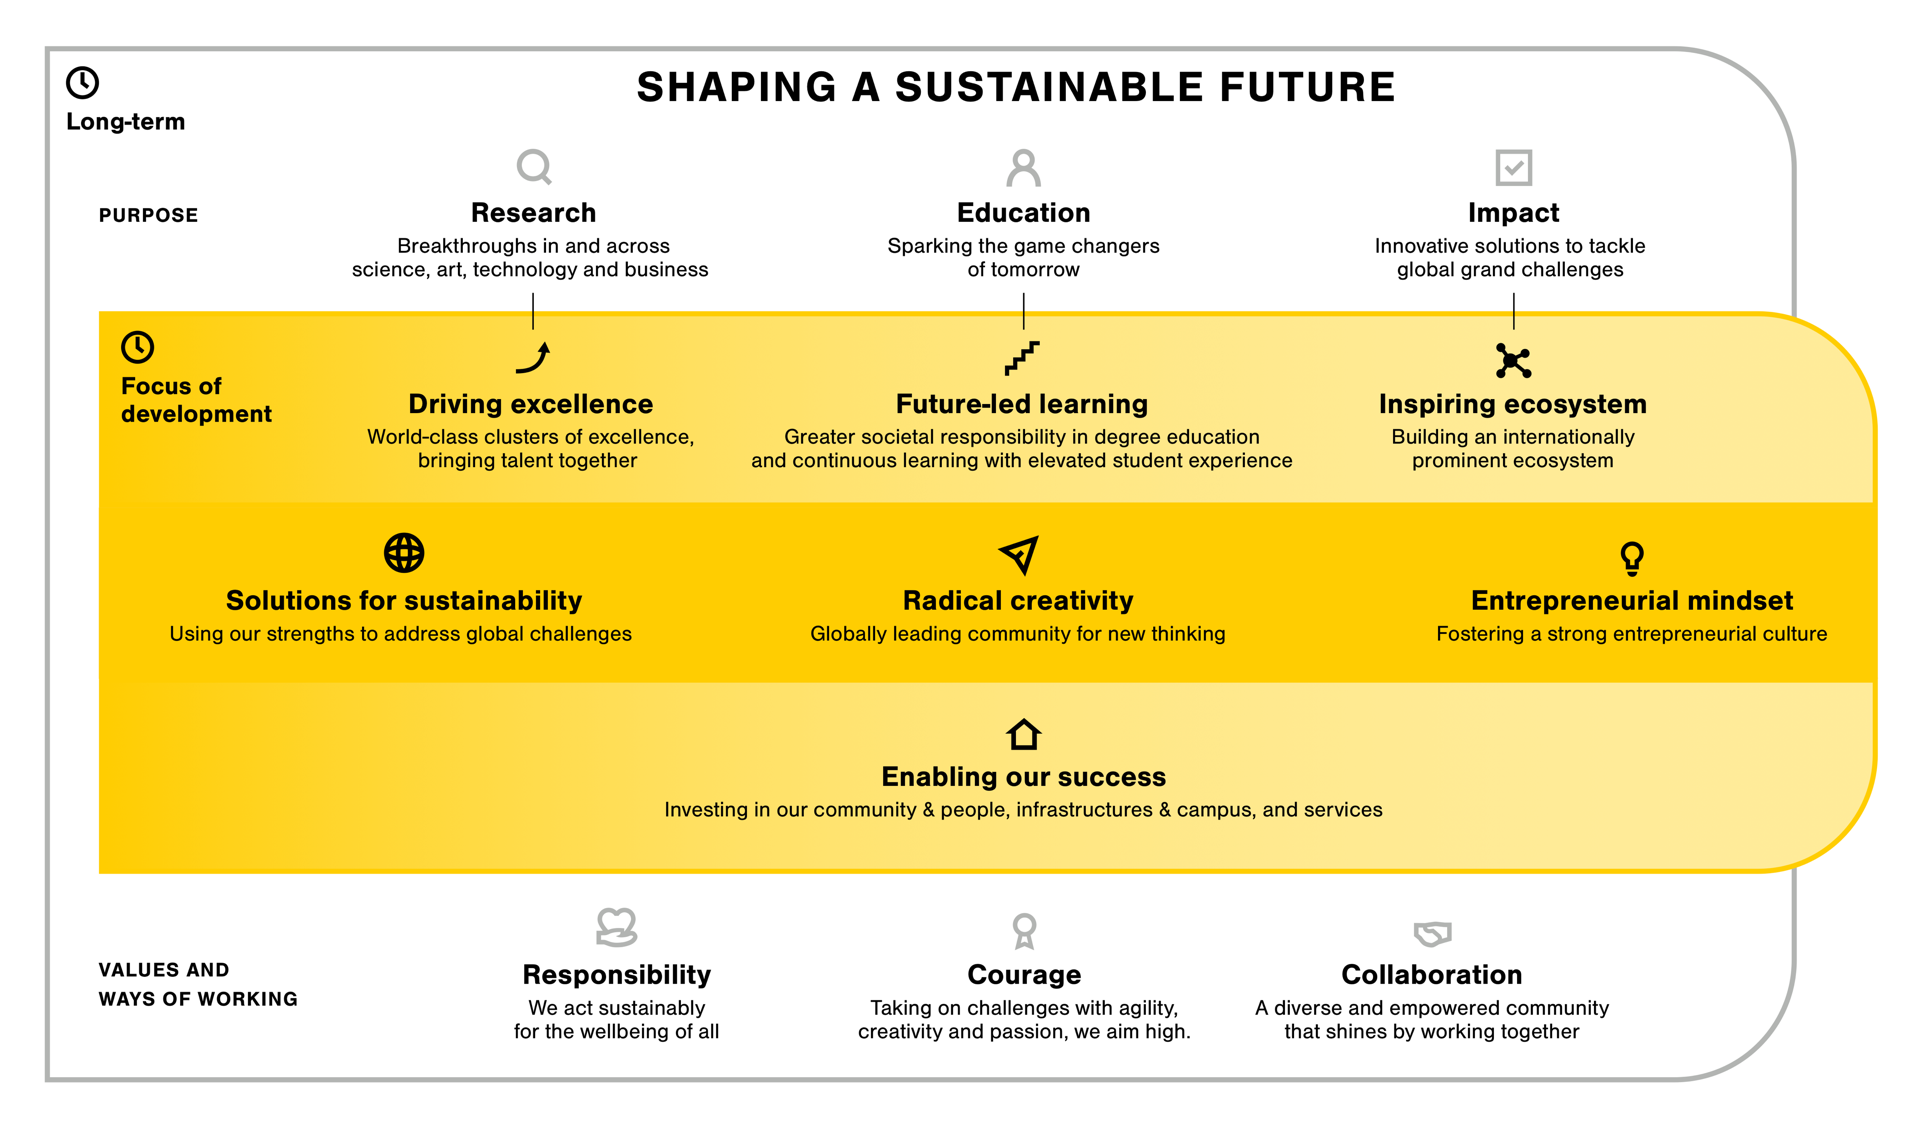 SHAPING A SUSTAINABLE FUTURE
Long-term
PURPOSE
Research
Breakthroughs in and across
science, art, technology and business
Education
Sparking the game changers
of tomorrow
Impact
Innovative solutions to tackle
global grand challenges
Focus of
development
Driving excellence
World-class clusters of excellence,
bringing talent together
Future-led learning
Greater societal responsibility in degree education
and continuous learning with elevated student experience
Inspiring ecosystem
Building an internationally
prominent ecosystem
Solutions for sustainability
Using our strengths to address global challenges
Radical creativity
Globally leading community for new thinking
Entrepreneurial mindset
Fostering a strong entrepreneurial culture
Enabling our success
Investing in our community & people, infrastructures & campus, and services
VALUES AND
WAYS OF WORKING
Responsibility
We act sustainably
for the wellbeing of all
Courage
Taking on challenges with agility,
creativity and passion, we aim high.
Collaboration
A diverse and empowered community
that shines by working together